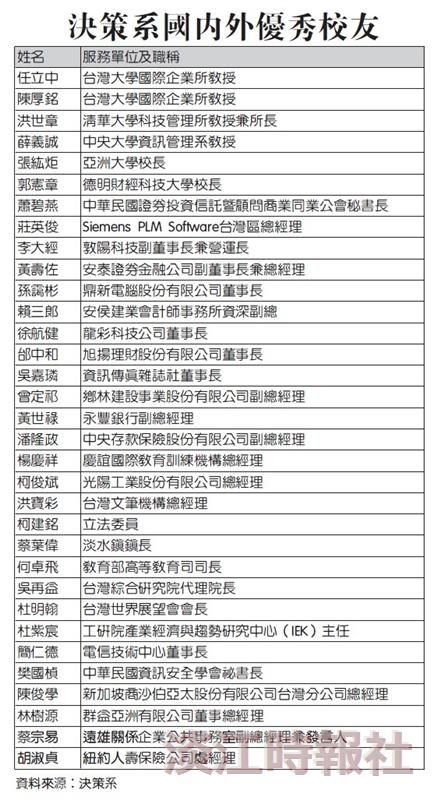 決策系國內外優秀校友
姓名 服務單位及職稱
任立中 台灣大學國際企業所教授
陳厚銘 台灣大學國際企業所教授
洪世章 清華大學科技管理所教授兼所長
薛義誠 中央大學資訊管理系教授
張紘炬 亞洲大學校長
郭憲章 德明財經科技大學校長
蕭碧燕 中華民國證券投資信託暨顧問商業同業公會秘書長
莊英俊 Siemens PLM Software台灣區總經理
李大經 敦陽科技副董事長兼營運長
黃壽佐 安泰證券金融公司副董事長兼總經理
孫靄彬 鼎新電腦股份有限公司董事長
賴三郎 安侯建業會計師事務所資深副總
徐航健 龍彩科技公司董事長
邰中和 旭揚理財股份有限公司董事長
吳嘉璘 資訊傳真雜誌社董事長
曾定祁 鄉林建設事業股份有限公司副總經理
黃世祿 永豐銀行副總經理
潘隆政 中央存款保險股份有限公司副總經理
楊慶祥 慶誼國際教育訓練機構總經理
柯俊斌 光陽工業股份有限公司總經理
洪寶彩 台灣文筆機構總經理
柯建銘 立法委員
蔡葉偉 淡水鎮鎮長
何卓飛 教育部高等教育司司長
吳再益 台灣綜合研究院代理院長
杜明翰 台灣世界展望會會長
杜紫宸 工研院產業經濟與趨勢研究中心（IEK）主任
簡仁德 電信技術中心董事長
樊國楨 中華民國資訊安全學會祕書長
陳俊學 新加坡商沙伯亞太股份有限公司台灣分公司總經理
林樹源 群益亞洲有限公司董事總經理
蔡宗易 遠雄關係企業公共事務室副總經理兼發言人
胡淑貞 紐約人壽保險公司處經理
資料來源：決策系
淡江時報社